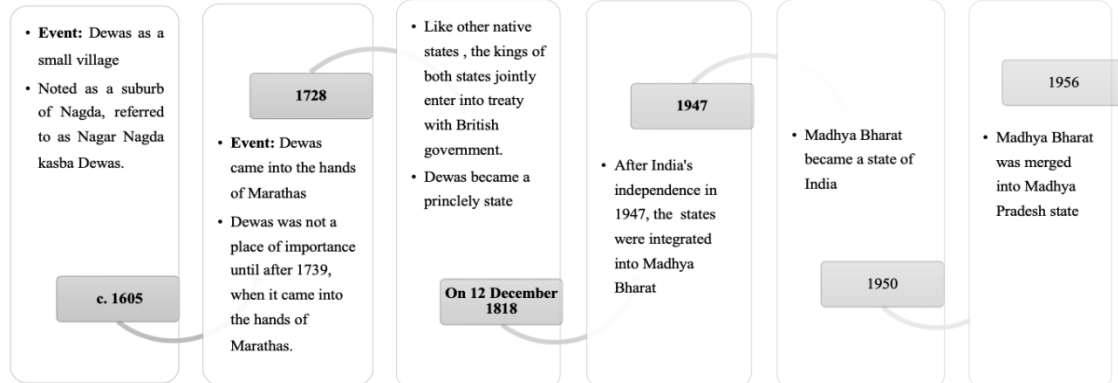 • Event: Dewas as a
small village
• Noted as a suburb
of Nagda, referred
to as Nagar Nagda
kasba Dewas.
c. 1605
1728
• Event: Dewas
came into the hands
of Marathas
• Dewas was not a
place of importance
until after 1739,
when it came into
the hands of
Marathas.
• Like other native
states , the kings of
both states jointly
enter into treaty
with British
government.
• Dewas became a
princlely state
On 12 December
1818
1947
• After India's
independence in
1947, the states
were integrated
into Madhya
Bharat
• Madhya Bharat
became a state of
India
1950
1956
• Madhya Bharat
was merged
into Madhya
Pradesh state